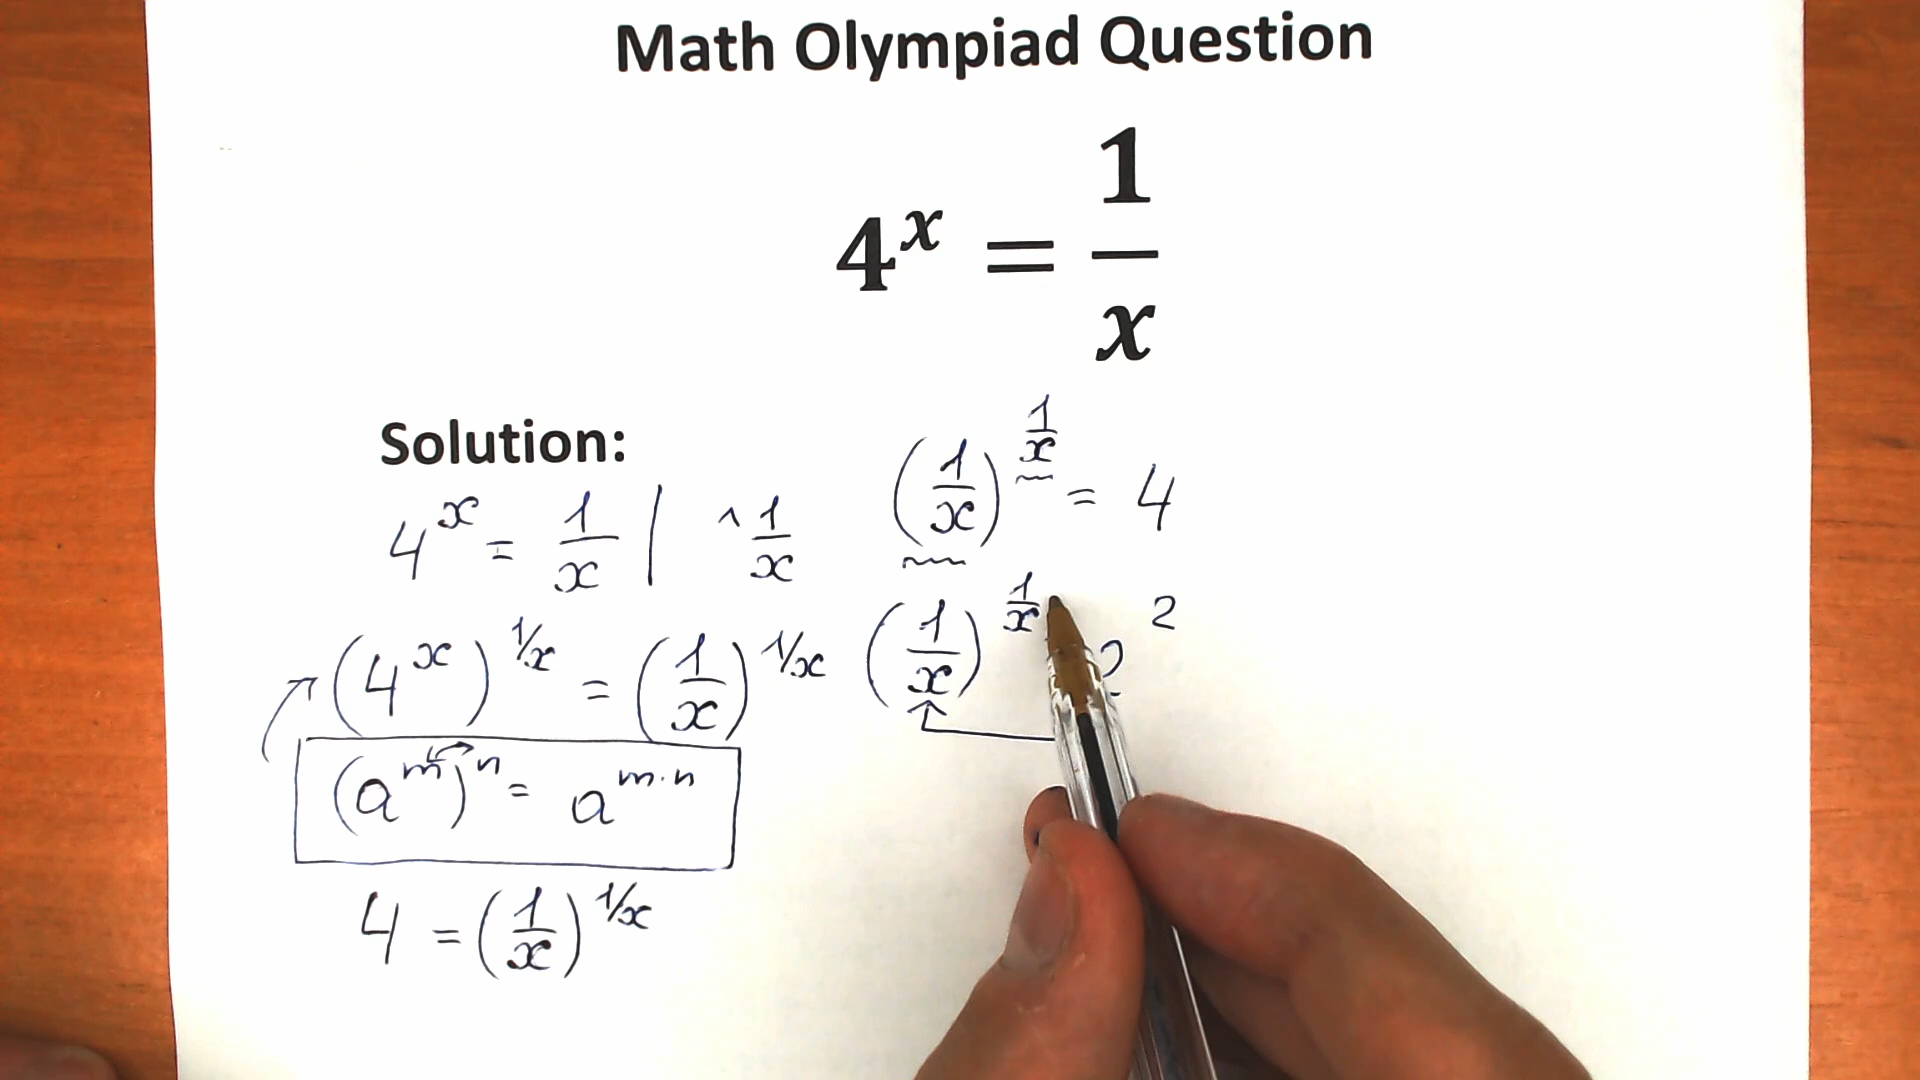 Math Olympiad Question
4^x = 1/x
Solution:
4^x = 1/x | ^ 1/x
(4^x)^1/x = (1/x)^1/x
(a^m)^n = a^m·n
4 = (1/x)^1/x
(1/x)^1/x = 4
(1/x)^1/x 2^2